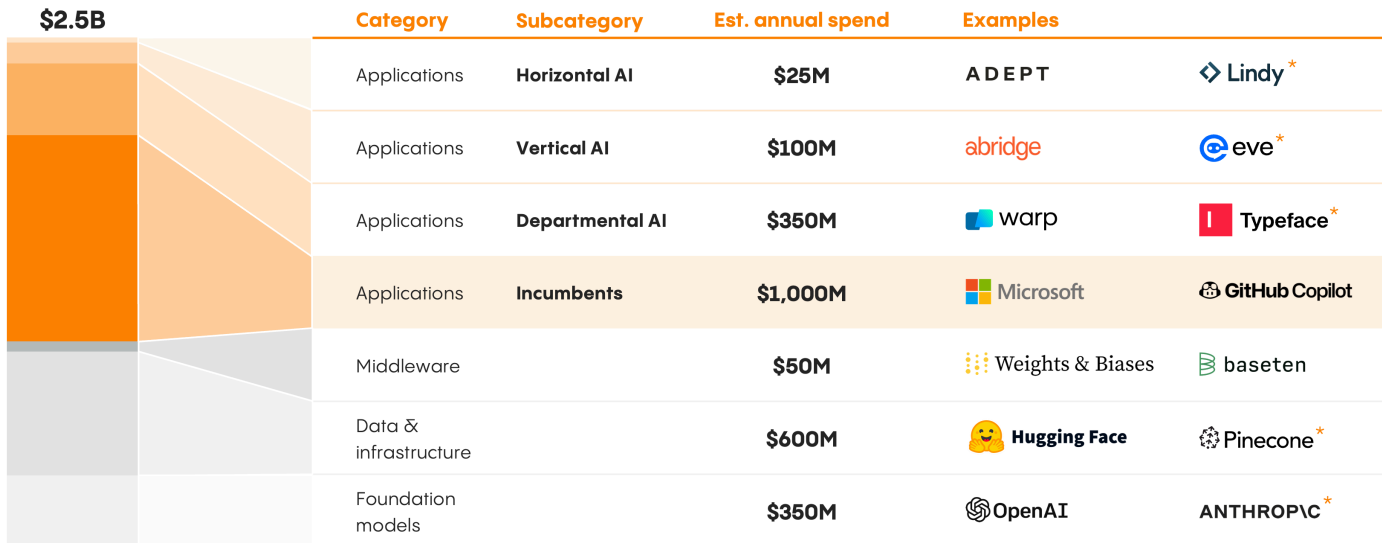 $2.5B Category Subcategory Est. annual spend Examples
Applications Horizontal AI $25M ADEPT Lindy*
Applications Vertical AI $100M abridge eve*
Applications Departmental AI $350M warp Typeface*
Applications Incumbents $1,000M Microsoft GitHub Copilot
Middleware $50M Weights & Biases baseten
Data &
infrastructure $600M Hugging Face Pinecone*
Foundation
models $350M OpenAI ANTHROP\C*